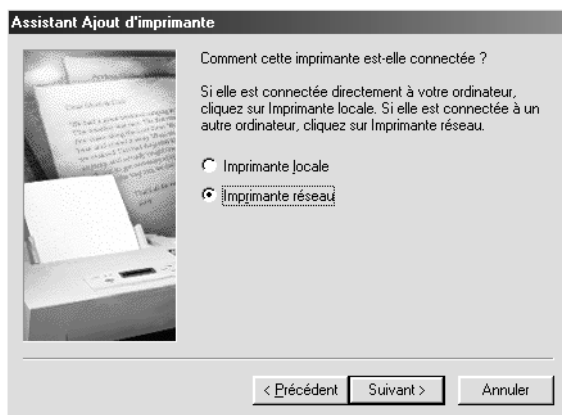 Assistant Ajout d'imprimante
Comment cette imprimante est-elle connectée ?
Si elle est connectée directement à votre ordinateur,
cliquez sur Imprimante locale. Si elle est connectée à un
autre ordinateur, cliquez sur Imprimante réseau.
Imprimante locale
Imprimante réseau
< Précédent
Suivant >
Annuler